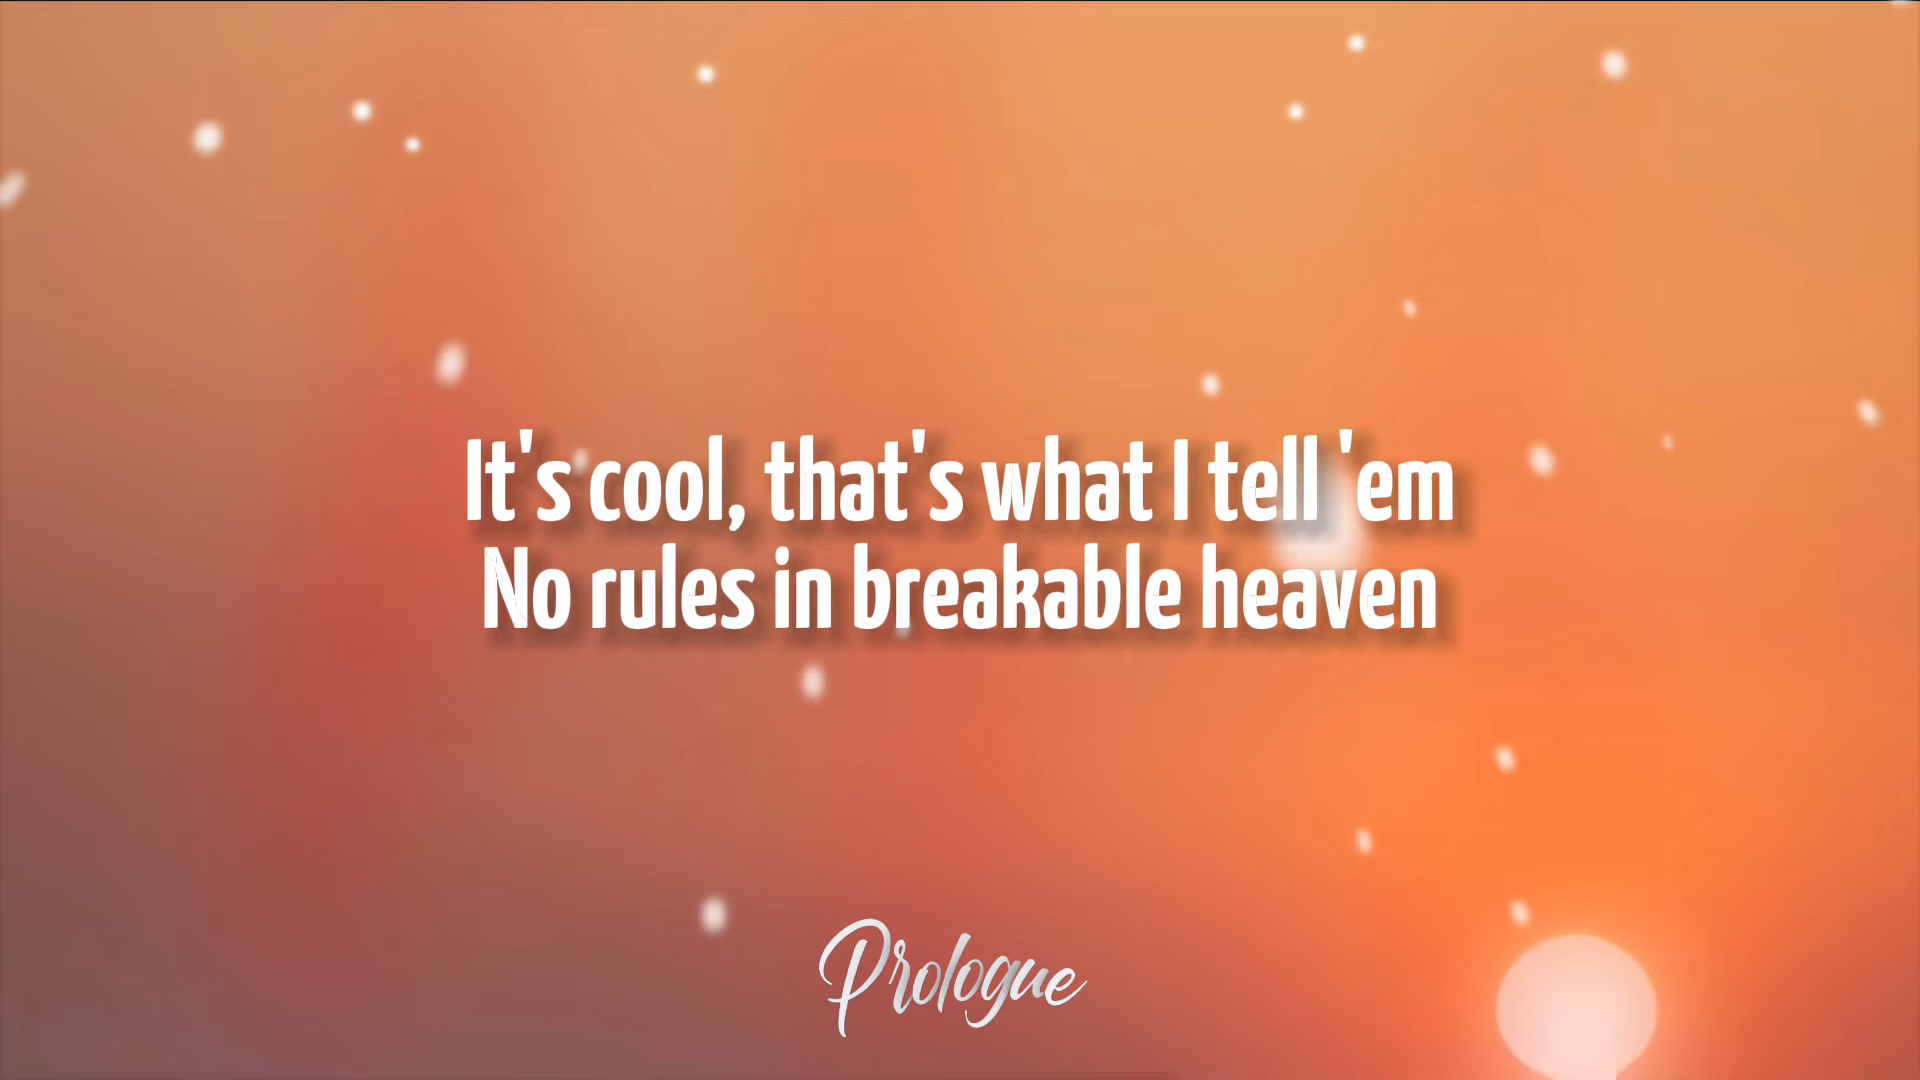 It's cool, that's what I tell 'em
No rules in breakable heaven
Prologue